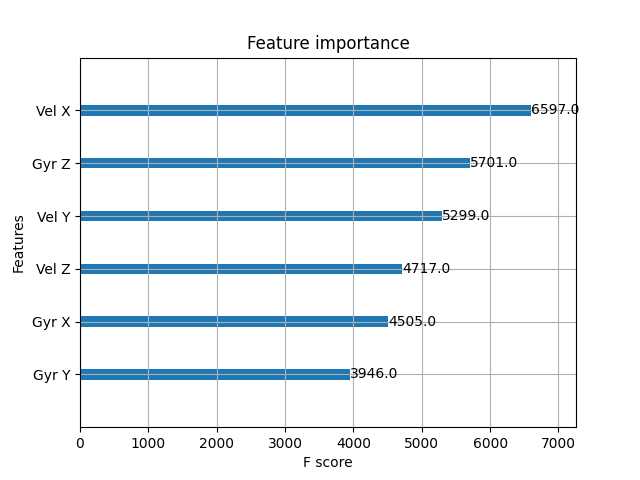 Feature importance
Vel X 6597.0
Gyr Z 5701.0
Vel Y 5299.0
Vel Z 4717.0
Gyr X 4505.0
Gyr Y 3946.0
Features
0 1000 2000 3000 4000 5000 6000 7000
F score